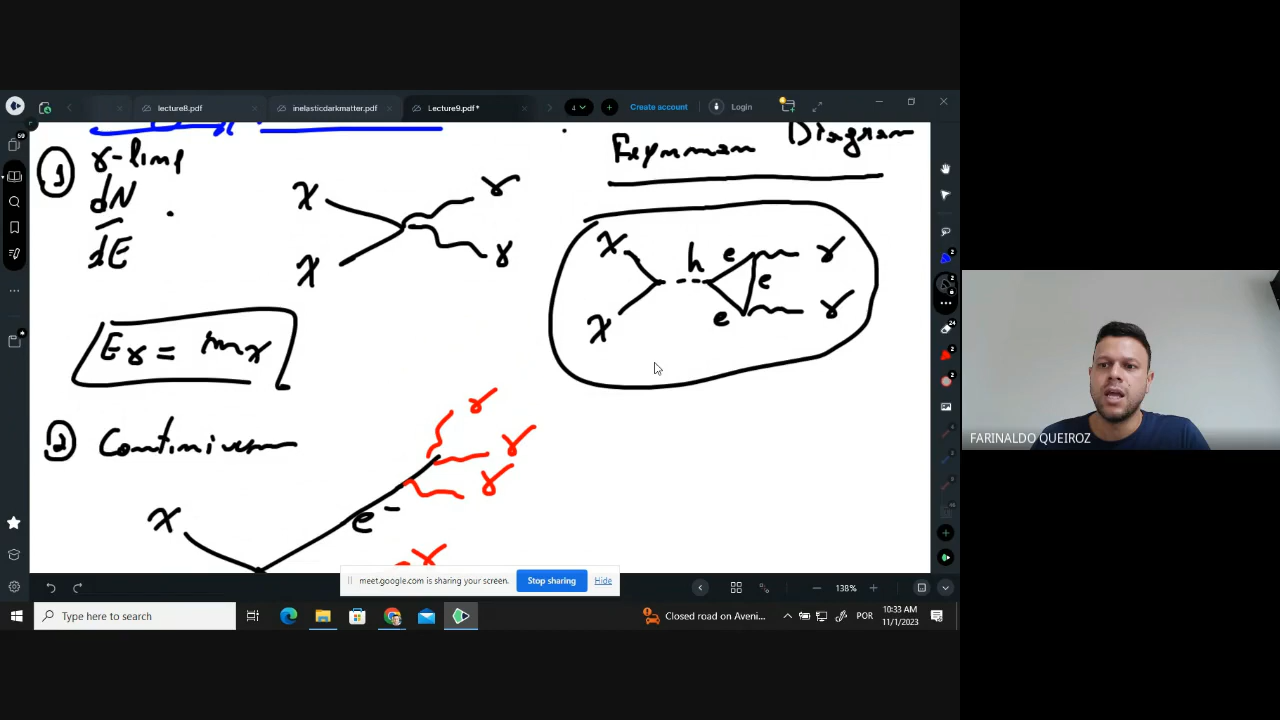 lecture8.pdf
inelasticdarkmatter.pdf
Lecture9.pdf *
Create account
Login
59
Feynman Diagram
1
γ-line
dN
dE
χ
γ
χ
γ
χ
h
e
γ
e
χ
e
γ
Eγ = mχ
2 Continuum
γ
γ
γ
χ
e-
γ
meet.google.com is sharing your screen.
Stop sharing
Hide
138%
FARINALDO QUEIROZ
Type here to search
Closed road on Aveni...
POR
10:33 AM
11/1/2023